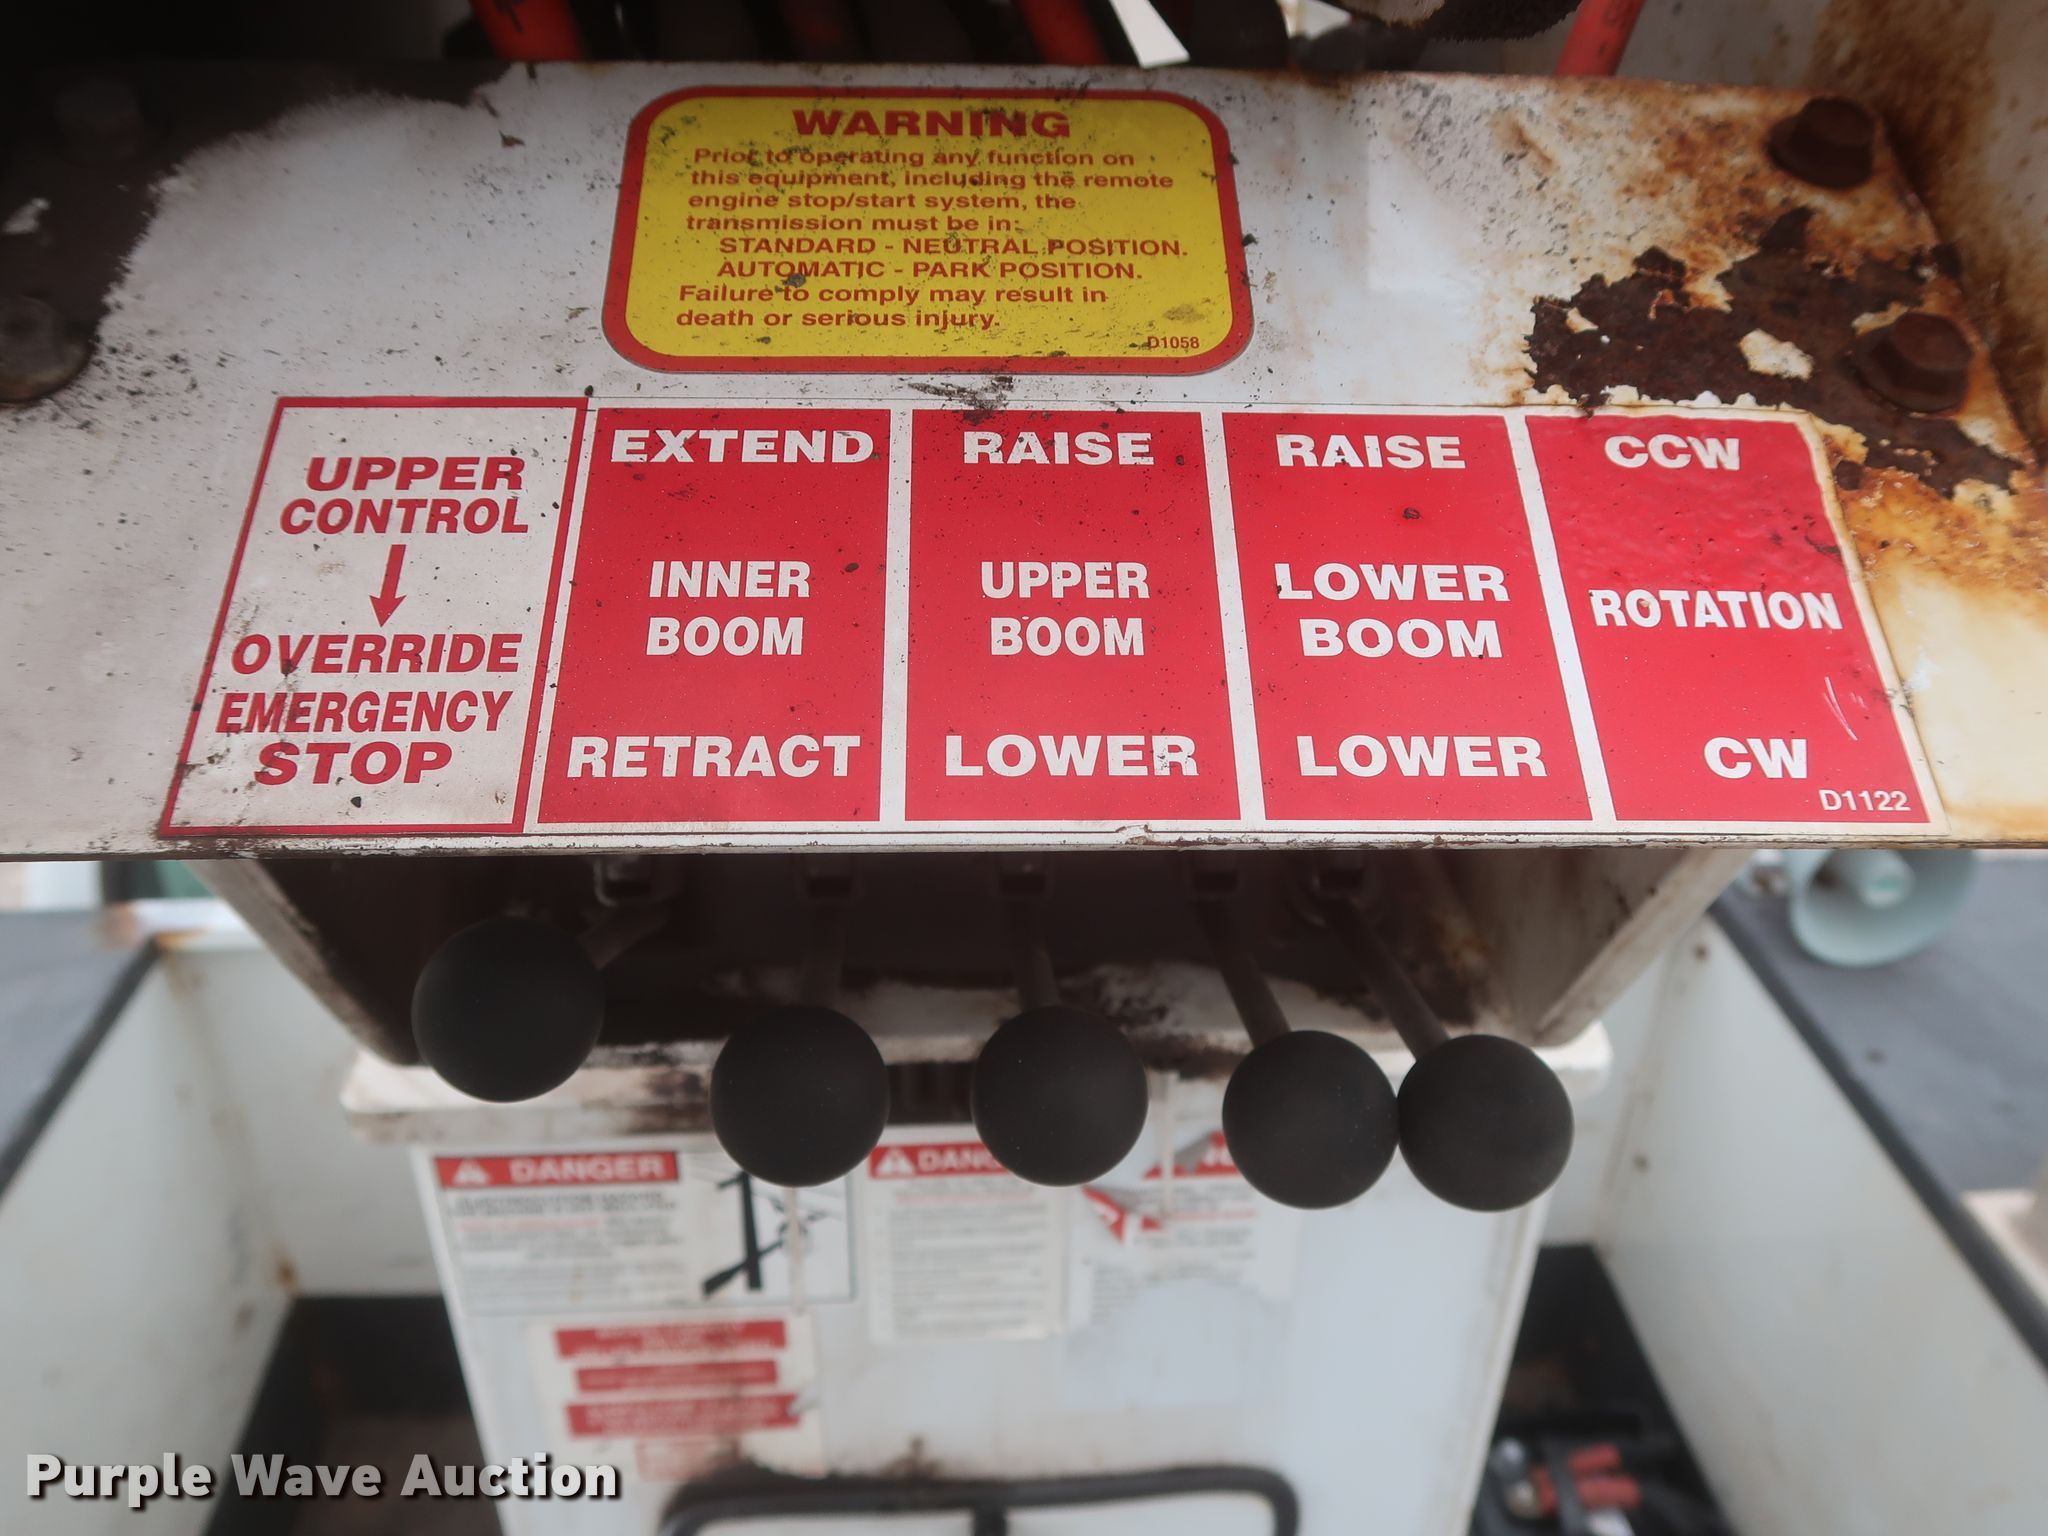 WARNING
Prior to operating any function on
this equipment, including the remote
engine stop/start system, the
transmission must be in:
STANDARD - NEUTRAL POSITION.
AUTOMATIC - PARK POSITION.
Failure to comply may result in
death or serious injury.
D1058
UPPER
CONTROL
OVERRIDE
EMERGENCY
STOP
EXTEND
INNER
BOOM
RETRACT
RAISE
UPPER
BOOM
LOWER
RAISE
LOWER
BOOM
LOWER
CCW
ROTATION
CW
D1122
DANGER
Purple Wave Auction